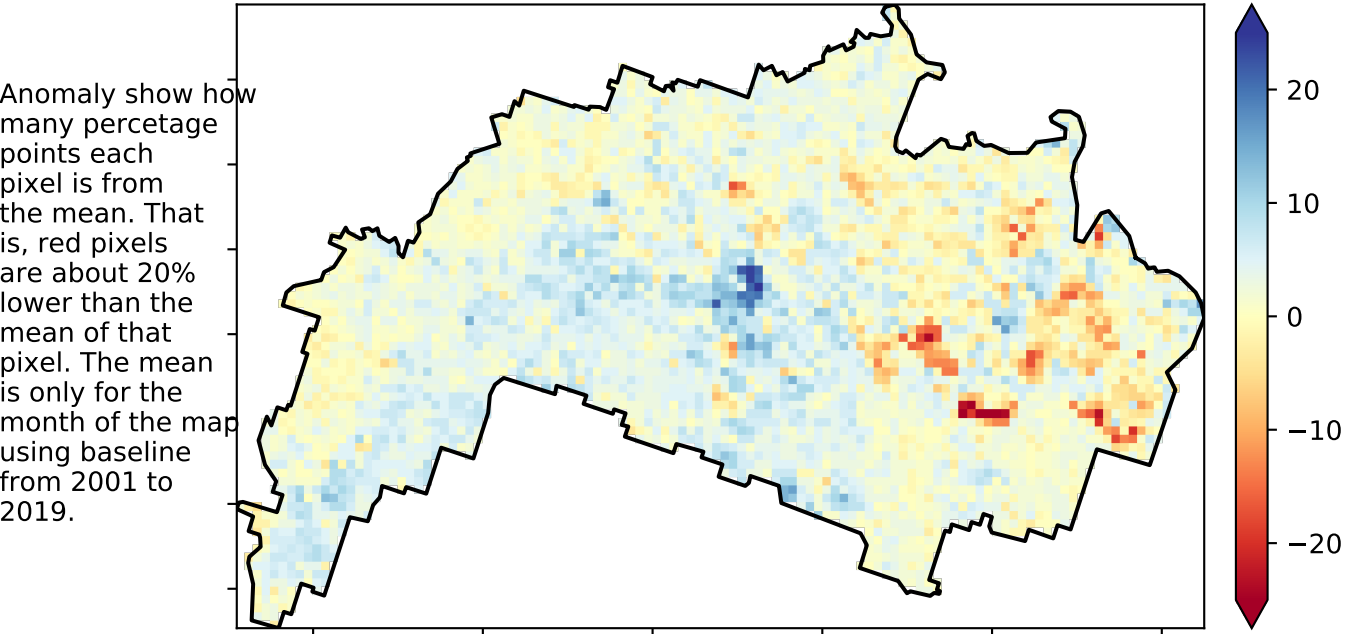 Anomaly show how
many percetage
points each
pixel is from
the mean. That
is, red pixels
are about 20%
lower than the
mean of that
pixel. The mean
is only for the
month of the map
using baseline
from 2001 to
2019.
20
10
0
−10
−20